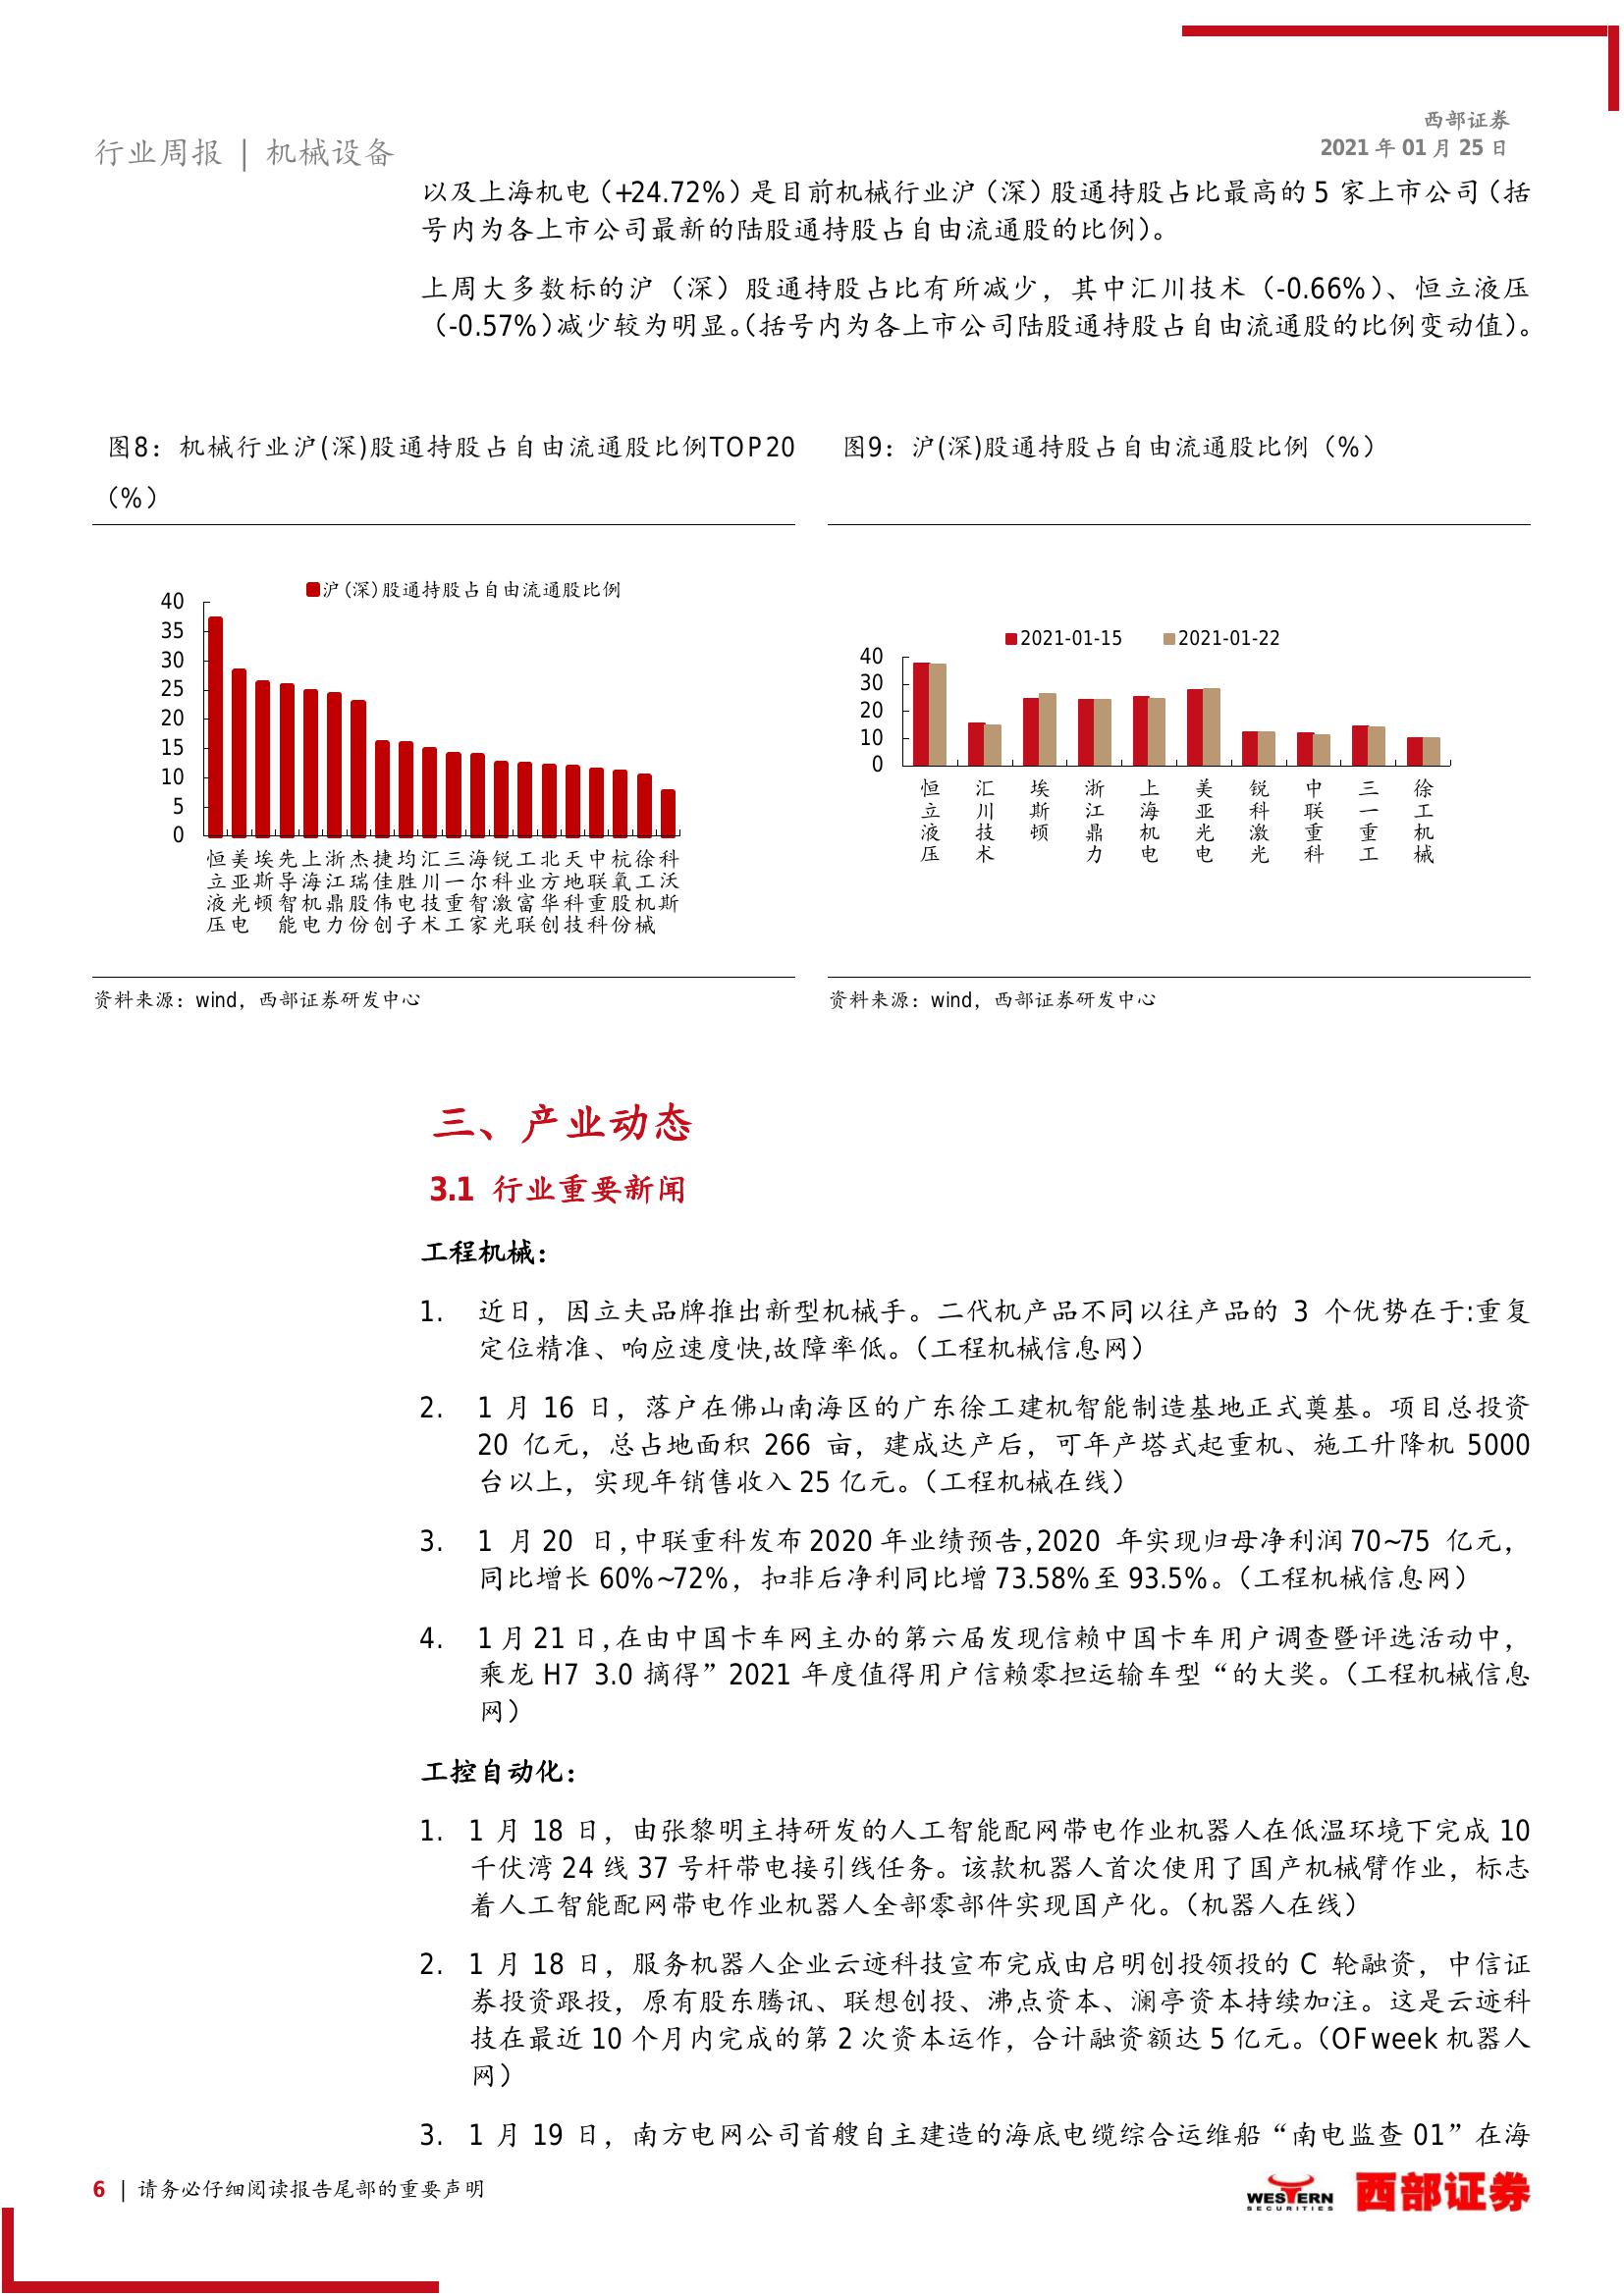 行业周报 | 机械设备
西部证券
2021 年 01 月 25 日
以及上海机电（+24.72%）是目前机械行业沪（深）股通持股占比最高的 5 家上市公司（括
号内为各上市公司最新的陆股通持股占自由流通股的比例）。
上周大多数标的沪（深）股通持股占比有所减少，其中汇川技术（-0.66%）、恒立液压
（-0.57%）减少较为明显。（括号内为各上市公司陆股通持股占自由流通股的比例变动值）。
图8：机械行业沪(深)股通持股占自由流通股比例TOP20
（%）
沪(深)股通持股占自由流通股比例
40
35
30
25
20
15
10
5
0
恒立液压
美亚光电
埃斯顿
先导智能
上海机电
浙江鼎力
杰瑞股份
捷佳伟创
均胜电子
汇川技术
三一重工
海尔智家
锐科激光
工业富联
北方华创
天地科技
中联重科
杭氧股份
徐工机械
科沃斯
资料来源：wind，西部证券研发中心
图9：沪(深)股通持股占自由流通股比例（%）
2021-01-15 2021-01-22
40
30
20
10
0
恒立液压
汇川技术
埃斯顿
浙江鼎力
上海机电
美亚光电
锐科激光
中联重科
三一重工
徐工机械
资料来源：wind，西部证券研发中心
三、产业动态
3.1 行业重要新闻
工程机械：
1. 近日，因立夫品牌推出新型机械手。二代机产品不同以往产品的 3 个优势在于:重复
定位精准、响应速度快,故障率低。（工程机械信息网）
2. 1 月 16 日，落户在佛山南海区的广东徐工建机智能制造基地正式奠基。项目总投资
20 亿元，总占地面积 266 亩，建成达产后，可年产塔式起重机、施工升降机 5000
台以上，实现年销售收入 25 亿元。（工程机械在线）
3. 1 月 20 日,中联重科发布 2020 年业绩预告,2020 年实现归母净利润 70~75 亿元，
同比增长 60%~72%，扣非后净利同比增 73.58%至 93.5%。（工程机械信息网）
4. 1 月 21 日,在由中国卡车网主办的第六届发现信赖中国卡车用户调查暨评选活动中，
乘龙 H7 3.0 摘得”2021 年度值得用户信赖零担运输车型“的大奖。（工程机械信息
网）
工控自动化：
1. 1 月 18 日，由张黎明主持研发的人工智能配网带电作业机器人在低温环境下完成 10
千伏湾 24 线 37 号杆带电接引线任务。该款机器人首次使用了国产机械臂作业，标志
着人工智能配网带电作业机器人全部零部件实现国产化。（机器人在线）
2. 1 月 18 日，服务机器人企业云迹科技宣布完成由启明创投领投的 C 轮融资，中信证
券投资跟投，原有股东腾讯、联想创投、沸点资本、澜亭资本持续加注。这是云迹科
技在最近 10 个月内完成的第 2 次资本运作，合计融资额达 5 亿元。（OFweek 机器人
网）
3. 1 月 19 日，南方电网公司首艘自主建造的海底电缆综合运维船“南电监查 01”在海
6 | 请务必仔细阅读报告尾部的重要声明
WESTERN
SECURITIES
西部证券